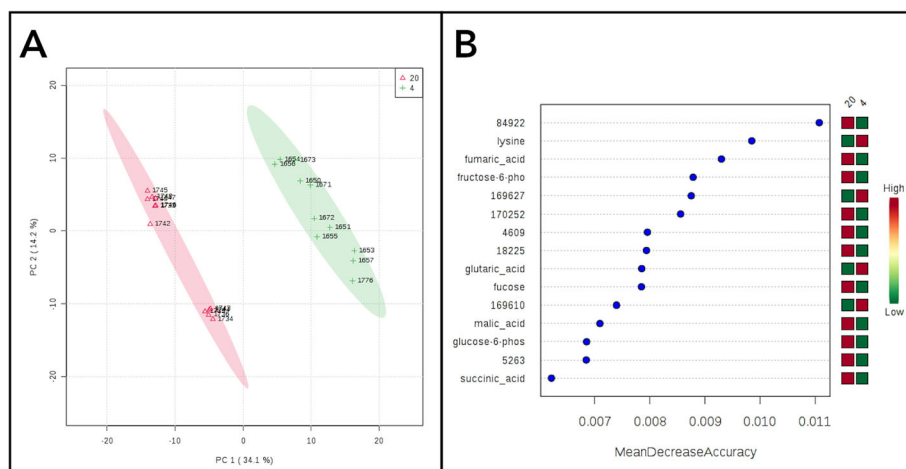 A
20
4
20
10
0
-10
-20
PC 2 ( 14.2 %)
1654 1673
1656
1650
1671
1672
1651
1655
1653
1657
1776
1745
1742
1734
-20
-10
0
10
20
PC 1 ( 34.1 %)
B
20 4
84922
lysine
fumaric_acid
fructose-6-pho
169627
170252
4609
18225
glutaric_acid
fucose
169610
malic_acid
glucose-6-phos
5263
succinic_acid
High
Low
0.007 0.008 0.009 0.010 0.011
MeanDecreaseAccuracy